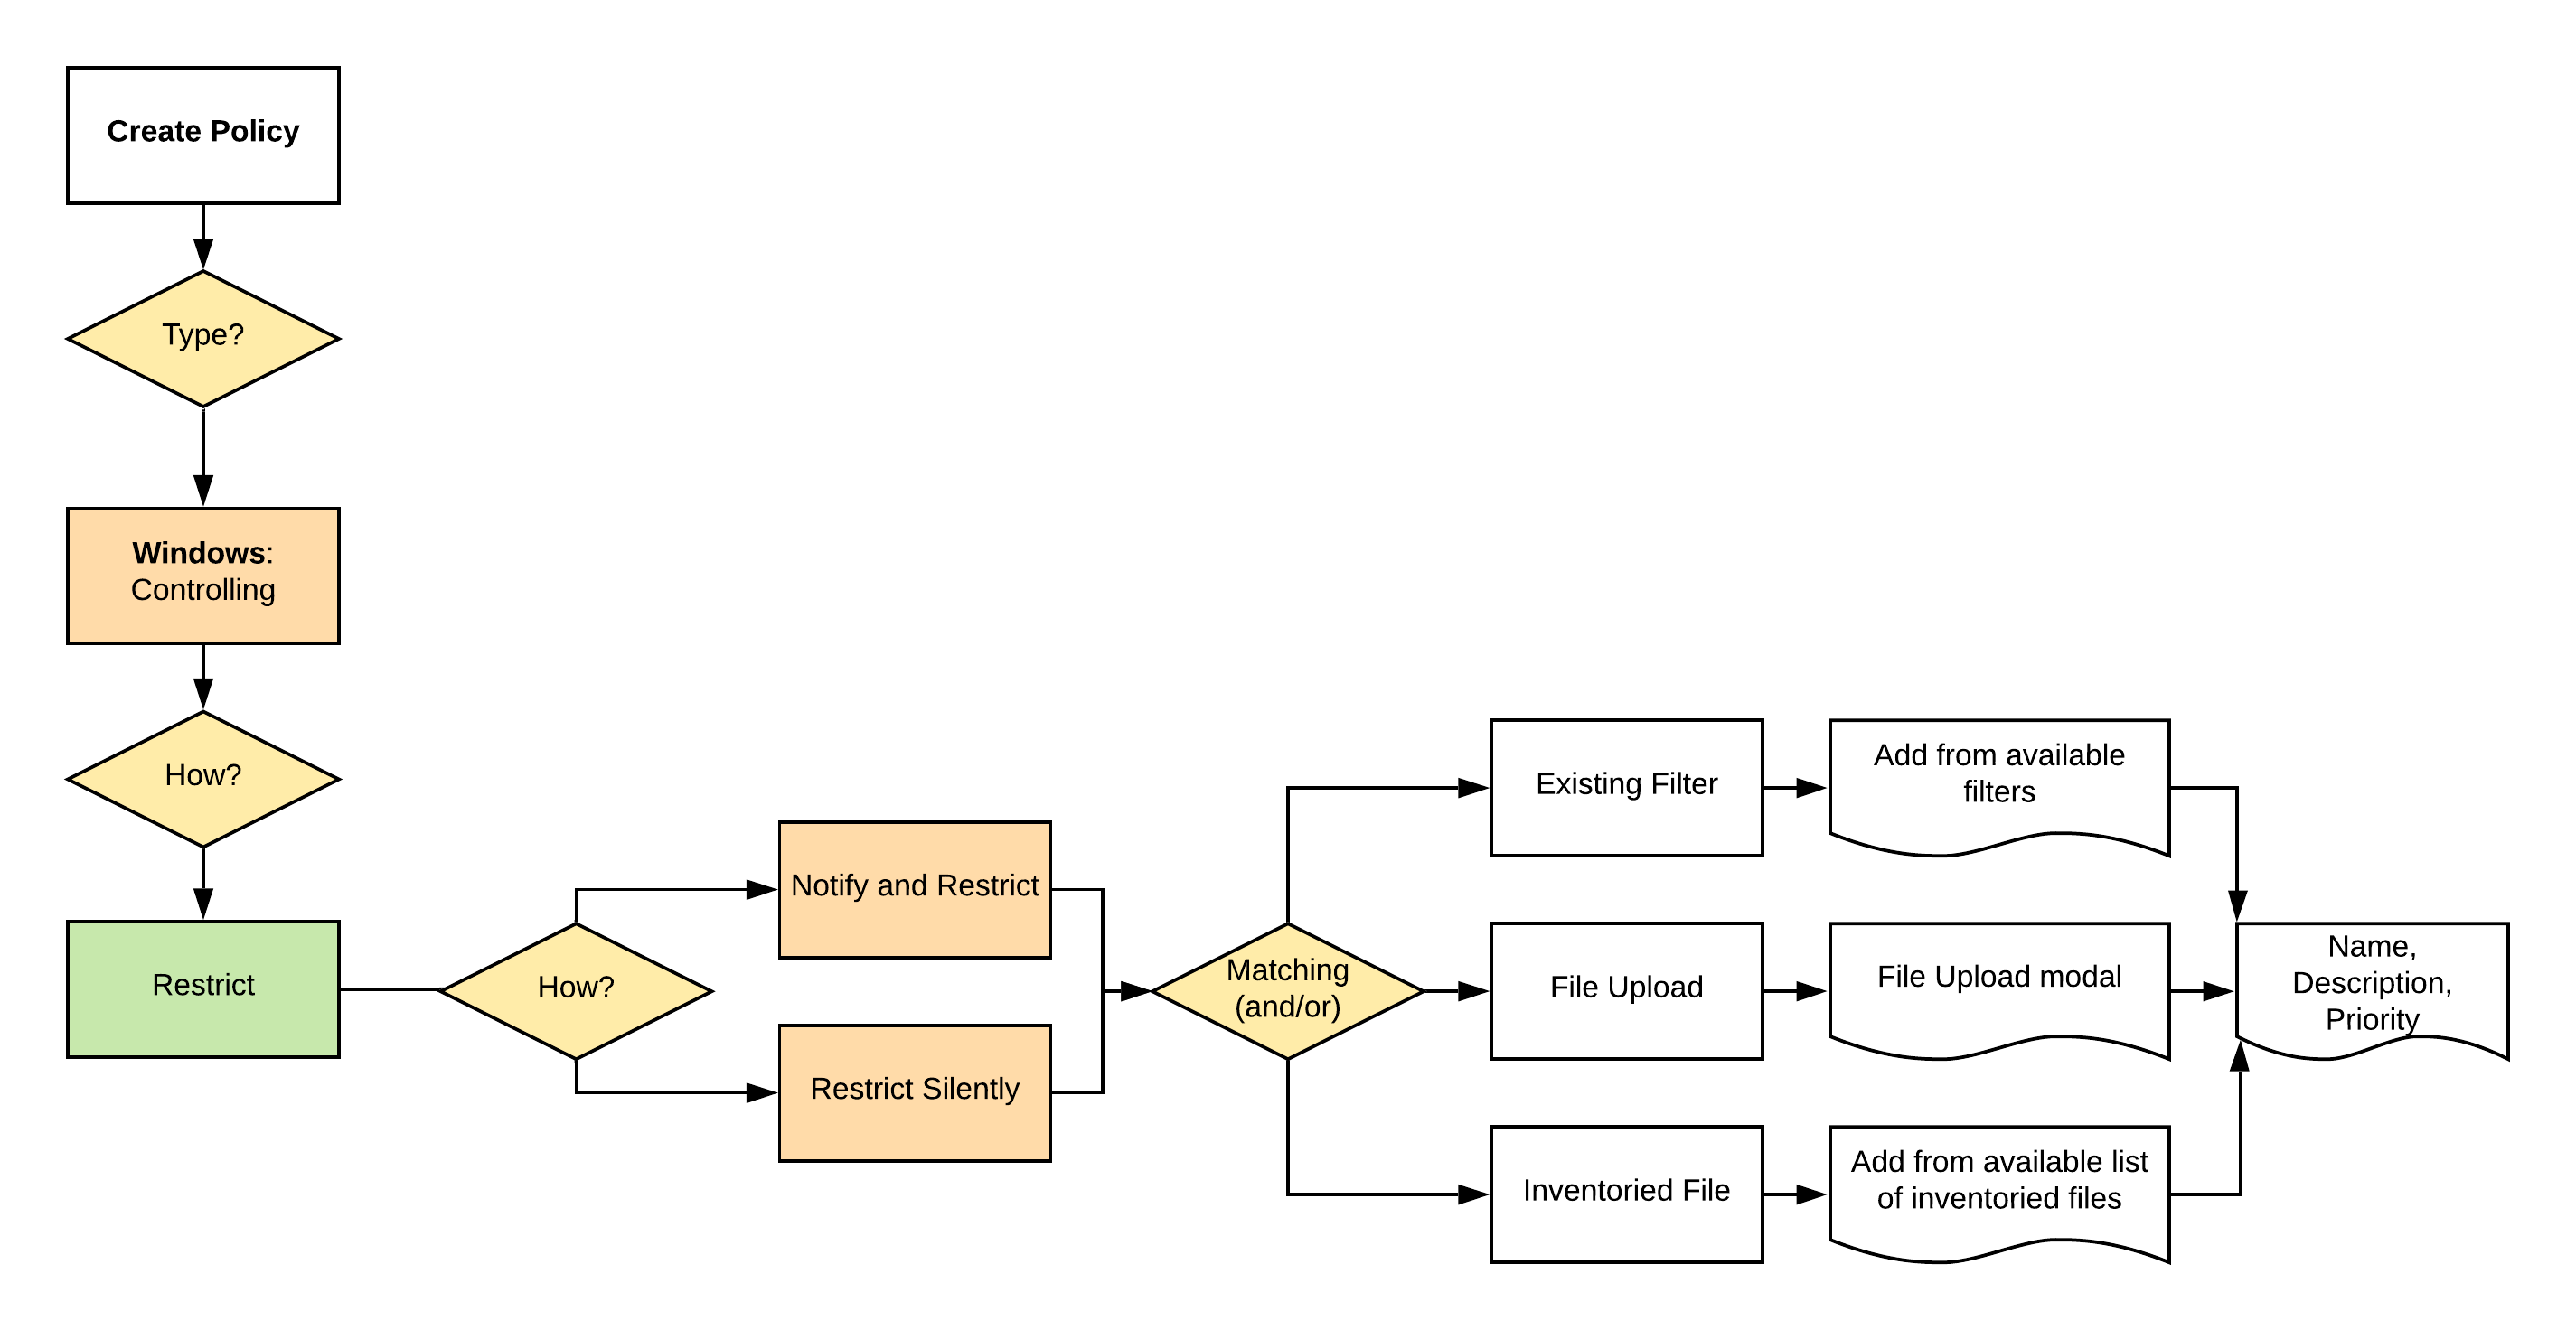 Create Policy
Type?
Windows:
Controlling
How?
Restrict
How?
Notify and Restrict
Restrict Silently
Matching
(and/or)
Existing Filter
Add from available
filters
File Upload
File Upload modal
Inventoried File
Add from available list
of inventoried files
Name,
Description,
Priority